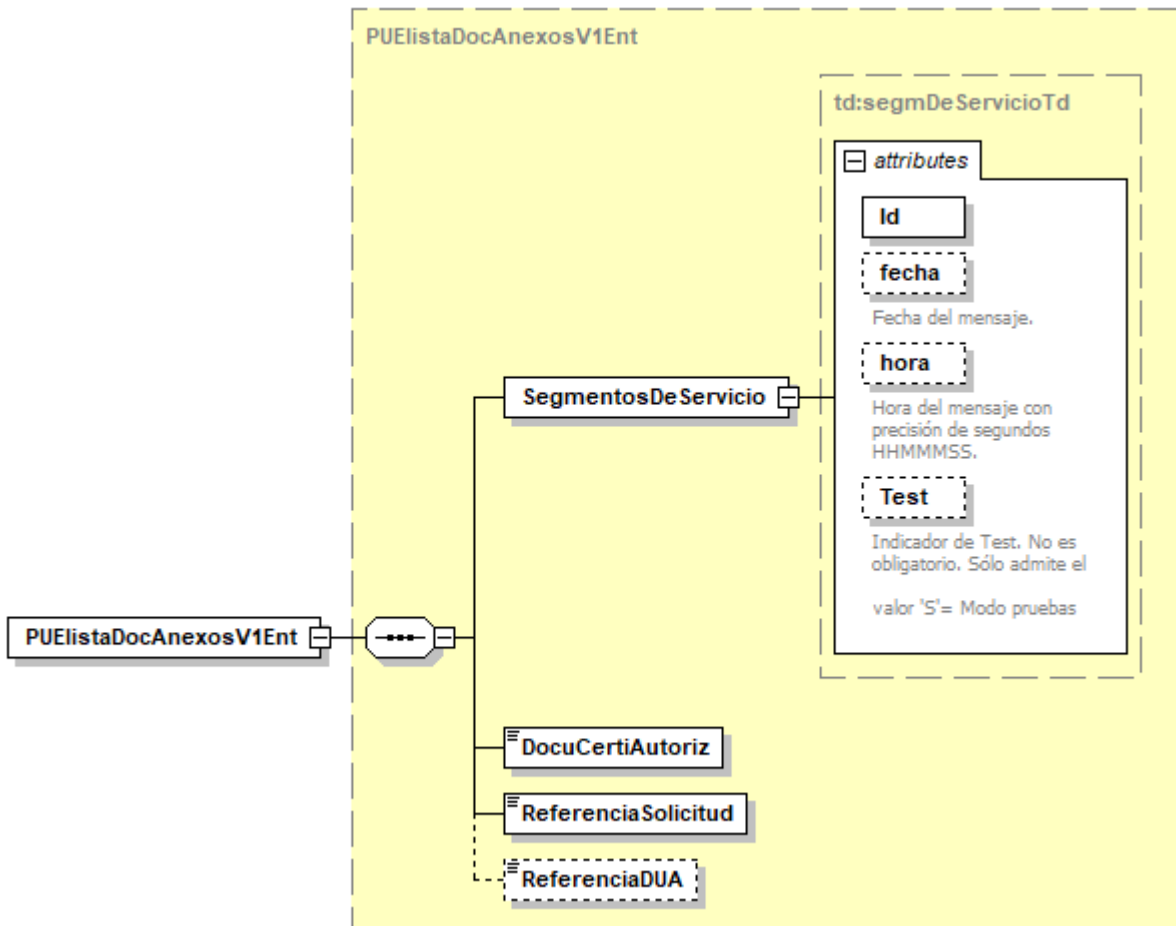 PUElistaDocAnexosV1Ent
td:segmDeServicioTd
attributes
Id
fecha
Fecha del mensaje.
hora
Hora del mensaje con
precisión de segundos
HHMMMSS.
Test
Indicador de Test. No es
obligatorio. Sólo admite el
valor 'S'= Modo pruebas
SegmentosDeServicio
PUElistaDocAnexosV1Ent
DocuCertiAutoriz
ReferenciaSolicitud
ReferenciaDUA